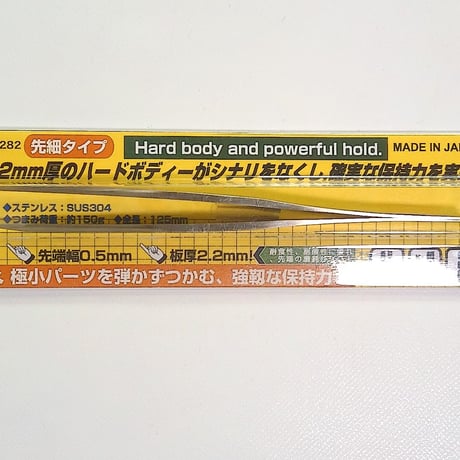 282 先細タイプ Hard body and powerful hold. MADE IN JA
2mm厚のハードボディーがシナリをなくし、確実な保持力を実
◆ステンレス：SUS304
◆つまみ荷重：約150g ◆全長：125mm
先端幅0.5mm 板厚2.2mm!
極小パーツを弾かずつかむ、強靱な保持力